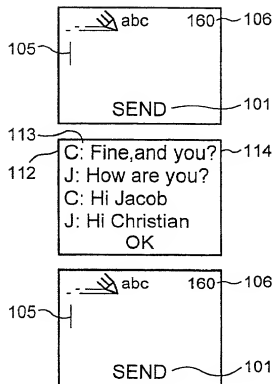 abc 160 106
105
SEND 101
113
112 C: Fine,and you? 114
J: How are you?
C: Hi Jacob
J: Hi Christian
OK
abc 160 106
105
SEND 101